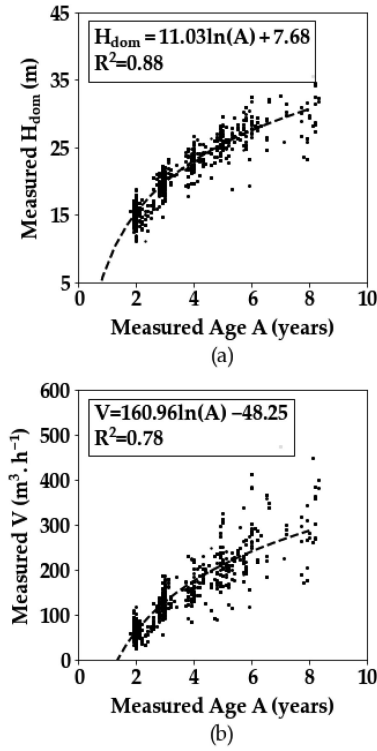 H_dom = 11.03ln(A) + 7.68
R²=0.88
45
35
25
15
5
Measured H_dom (m)
0 2 4 6 8 10
Measured Age A (years)
(a)
V=160.96ln(A) −48.25
R²=0.78
600
500
400
300
200
100
0
Measured V (m³. h⁻¹)
0 2 4 6 8 10
Measured Age A (years)
(b)